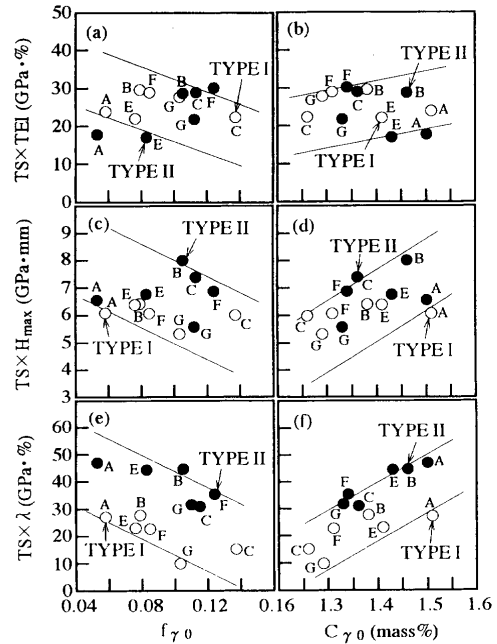 TS×TEl (GPa·%)
50
40
30
20
10
0
(a)
TYPE I
F
B
F
B
C
A
G
E
G
C
A
E
TYPE II
(b)
TYPE II
F
F
B
B
G
C
C
G
E
A
E
A
TYPE I
TS×Hmax (GPa·mm)
9
8
7
6
5
4
3
(c)
TYPE II
B
A
E
C
F
A
B
E
F
G
G
C
TYPE I
(d)
TYPE II
B
F
C
E
A
C
F
B
E
A
G
G
TYPE I
TS×λ (GPa·%)
60
50
40
30
20
10
0
(e)
TYPE II
A
E
B
F
A
B
G
C
E
F
C
G
TYPE I
(f)
TYPE II
A
E
B
F
G
C
B
A
F
E
C
G
TYPE I
0.04
0.08
0.12
1.6
1.3
1.4
1.5
1.6
fγ0
Cγ0 (mass%)